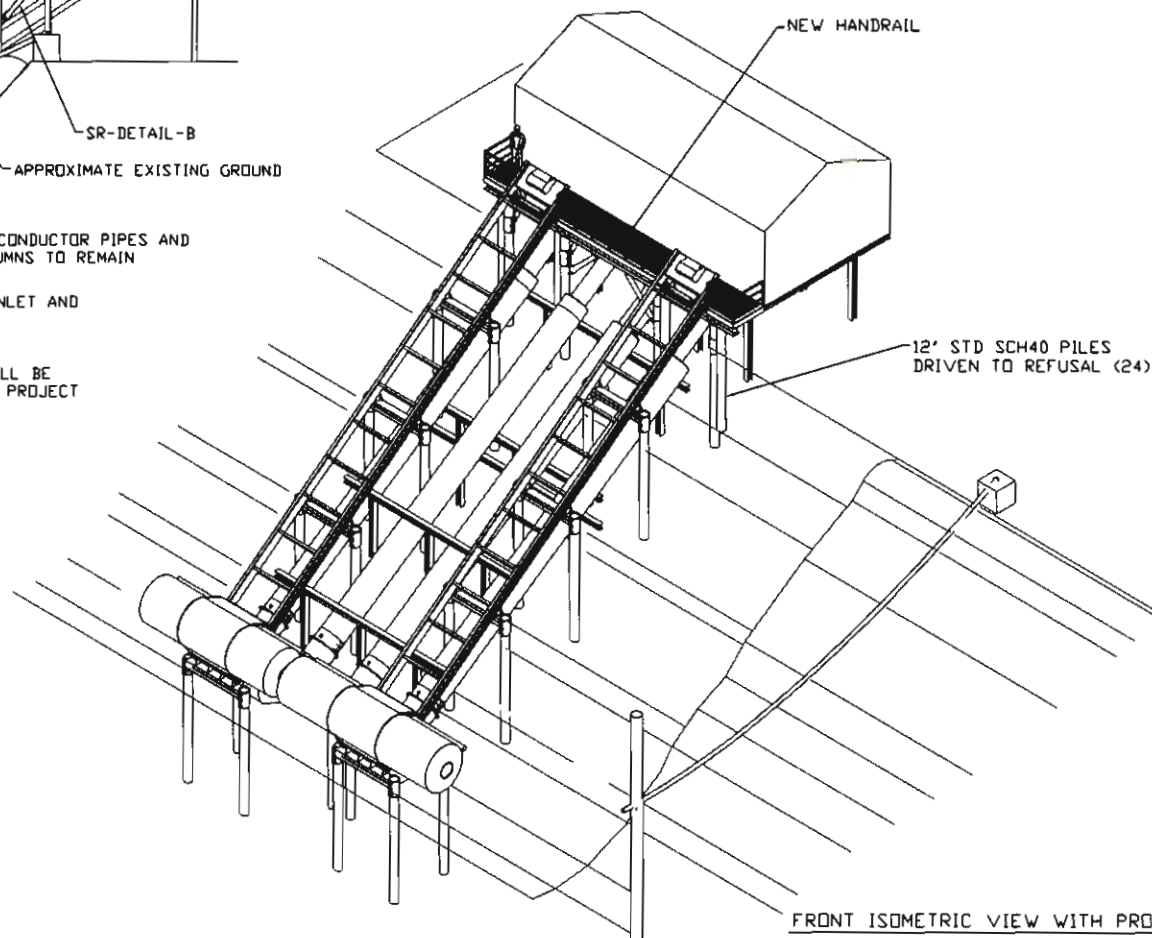 NEW HANDRAIL
SR-DETAIL-B
APPROXIMATE EXISTING GROUND
CONDUCTOR PIPES AND
UMNS TO REMAIN
NLET AND
LL BE
PROJECT
12' STD SCH40 PILES
DRIVEN TO REFUSAL (24)
FRONT ISOMETRIC VIEW WITH PRO